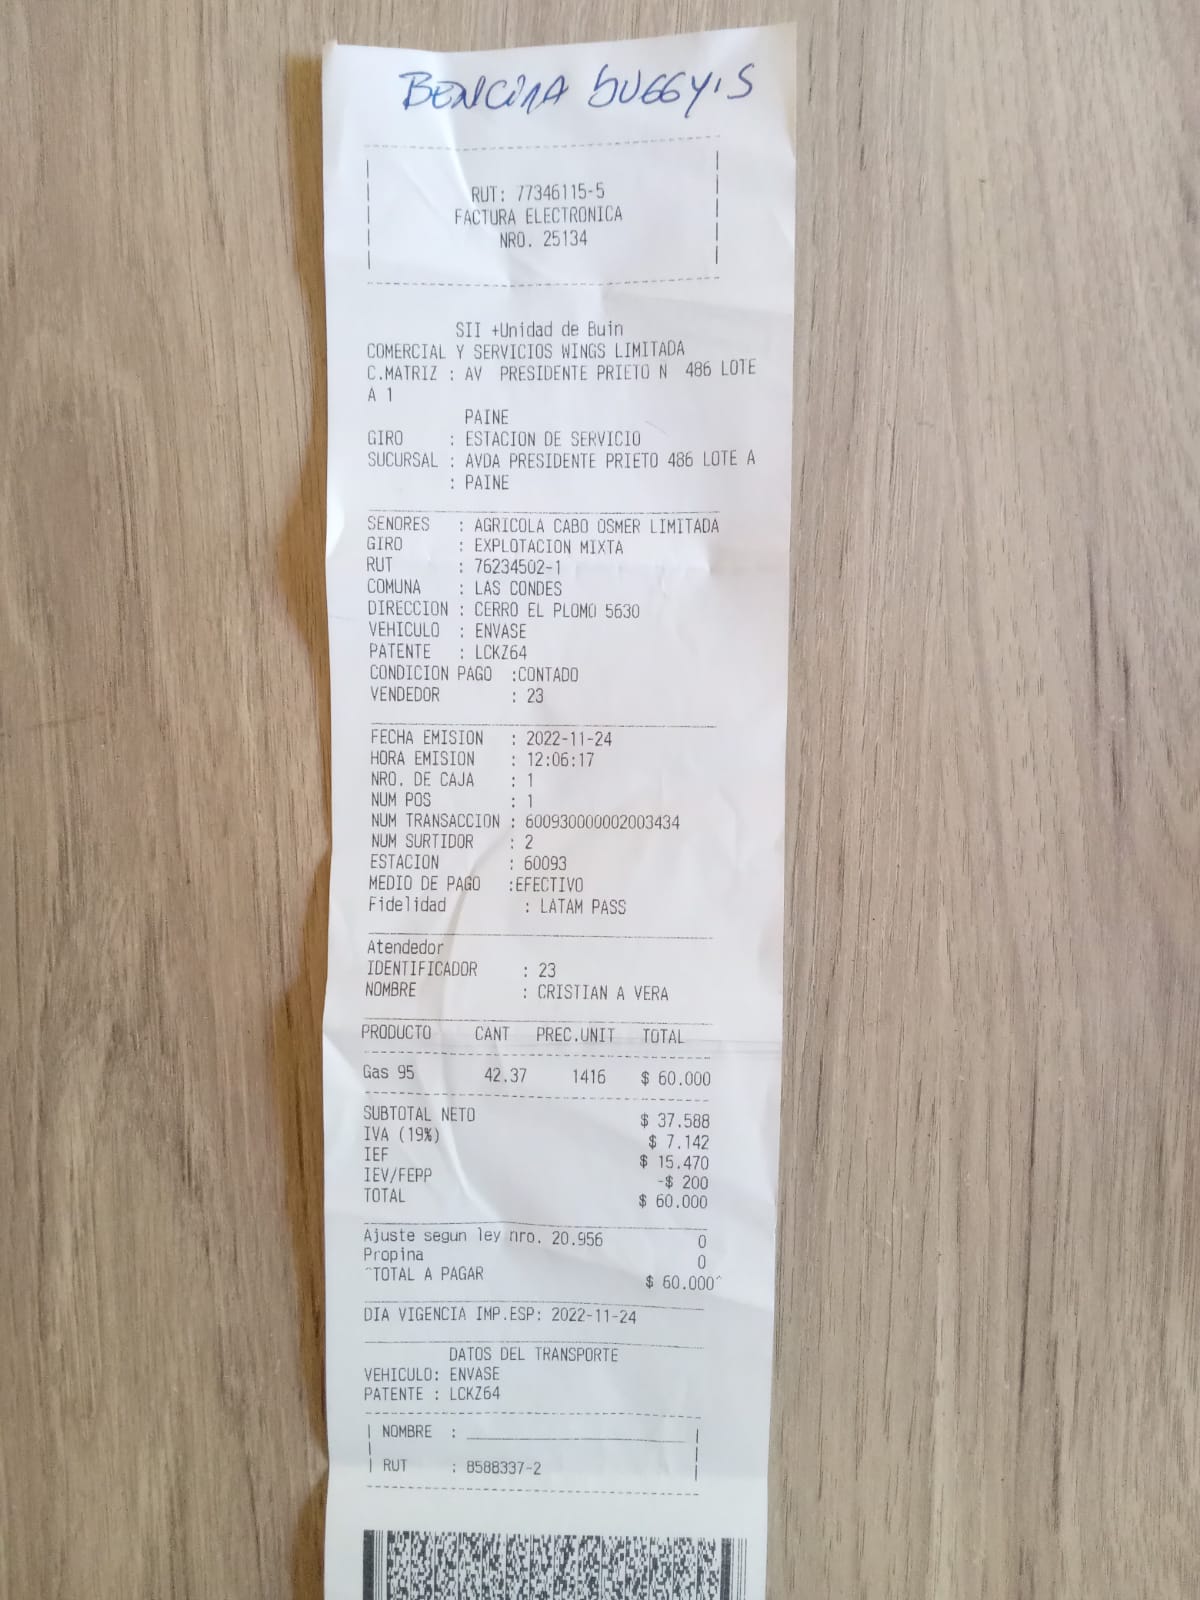 BENCINA buggy's
RUT: 77346115-5
FACTURA ELECTRONICA
NRO. 25134
SII +Unidad de Buin
COMERCIAL Y SERVICIOS WINGS LIMITADA
C.MATRIZ : AV PRESIDENTE PRIETO N 486 LOTE
A 1
PAINE
GIRO : ESTACION DE SERVICIO
SUCURSAL : AVDA PRESIDENTE PRIETO 486 LOTE A
: PAINE
SENORES : AGRICOLA CABO OSMER LIMITADA
GIRO : EXPLOTACION MIXTA
RUT : 76234502-1
COMUNA : LAS CONDES
DIRECCION : CERRO EL PLOMO 5630
VEHICULO : ENVASE
PATENTE : LCKZ64
CONDICION PAGO :CONTADO
VENDEDOR : 23
FECHA EMISION : 2022-11-24
HORA EMISION : 12:06:17
NRO. DE CAJA : 1
NUM POS : 1
NUM TRANSACCION : 600930000002003434
NUM SURTIDOR : 2
ESTACION : 60093
MEDIO DE PAGO :EFECTIVO
Fidelidad : LATAM PASS
Atendedor
IDENTIFICADOR : 23
NOMBRE : CRISTIAN A VERA
PRODUCTO CANT PREC.UNIT TOTAL
Gas 95 42.37 1416 $ 60.000
SUBTOTAL NETO $ 37.588
IVA (19%) $ 7.142
IEF $ 15.470
IEV/FEPP -$ 200
TOTAL $ 60.000
Ajuste segun ley nro. 20.956 0
Propina 0
^TOTAL A PAGAR $ 60.000^
DIA VIGENCIA IMP.ESP: 2022-11-24
DATOS DEL TRANSPORTE
VEHICULO: ENVASE
PATENTE : LCKZ64
NOMBRE :
RUT : 8588337-2